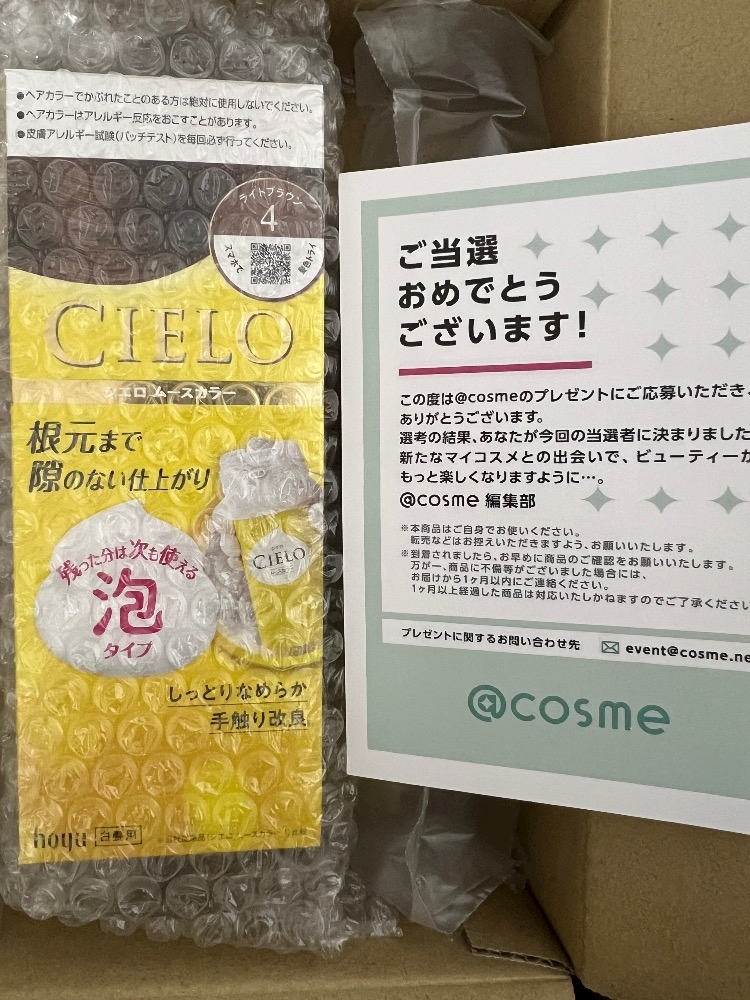 ●ヘアカラーでかぶれたことのある方は絶対に使用しないでください。
●ヘアカラーはアレルギー反応をおこすことがあります。
●皮膚アレルギー試験(パッチテスト)を毎回必ず行ってください。
ライトブラウン
4
スマホで
CIELO
シエロ ムースカラー
根元まで
隙のない仕上がり
残った分は次も使える
泡
タイプ
CIELO
しっとりなめらか
手触り改良
hoyu 白髪用
ご当選
おめでとう
ございます!
この度は@cosmeのプレゼントにご応募いただき、
ありがとうございます。
選考の結果、あなたが今回の当選者に決まりました
新たなマイコスメとの出会いで、ビューティーが
もっと楽しくなりますように…。
@cosme 編集部
※本商品はご自身でお使いください。
転売などはお控えいただきますよう、お願いいたします。
※到着されましたら、お早めに商品のご確認をお願いいたします。
万が一、商品に不備等がございました場合には、
お届けから1ヶ月以内にご連絡ください。
1ヶ月以上経過した商品は対応いたしかねますのでご了承ください
プレゼントに関するお問い合わせ先 event@cosme.ne
@cosme